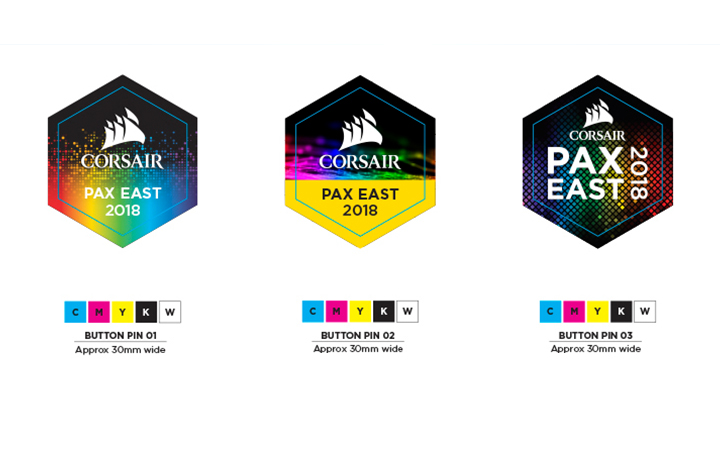 CORSAIR
PAX EAST
2018
C M Y K W
BUTTON PIN 01
Approx 30mm wide
CORSAIR
PAX EAST
2018
C M Y K W
BUTTON PIN 02
Approx 30mm wide
CORSAIR
PAX
EAST
2018
C M Y K W
BUTTON PIN 03
Approx 30mm wide